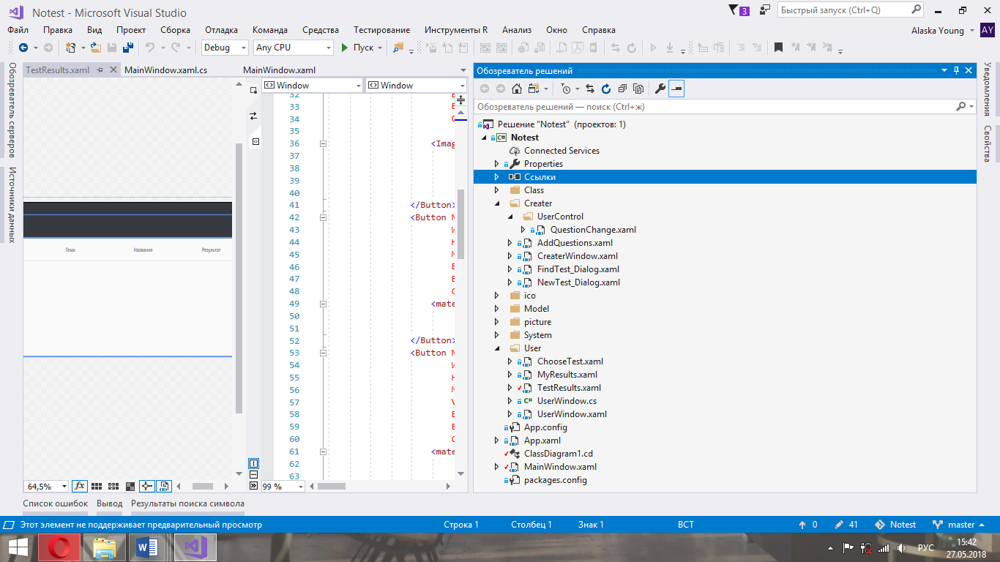 Notest - Microsoft Visual Studio
3
Быстрый запуск (Ctrl+Q)
Файл Правка Вид Проект Сборка Отладка Команда Средства Тестирование Инструменты R Анализ Окно Справка
Alaska Young AY
Debug Any CPU Пуск
Обозреватель серверов
Источники данных
TestResults.xaml MainWindow.xaml.cs MainWindow.xaml
Window Window
Тема Название Результат
32
33
34
35
36 <Imag
37
38
39
40
41 </Button>
42 <Button N
43
44
45
46
47
48
49 <mate
50
51
52 </Button>
53 <Button N
54
55
56
57
58
59
60
61 <mate
62
63
64,5% fx
99 %
Обозреватель решений
Обозреватель решений — поиск (Ctrl+ж)
Решение "Notest" (проектов: 1)
C# Notest
Connected Services
Properties
Ссылки
Class
Creater
UserControl
QuestionChange.xaml
AddQuestions.xaml
CreaterWindow.xaml
FindTest_Dialog.xaml
NewTest_Dialog.xaml
ico
Model
picture
System
User
ChooseTest.xaml
MyResults.xaml
TestResults.xaml
C# UserWindow.cs
UserWindow.xaml
App.config
App.xaml
ClassDiagram1.cd
MainWindow.xaml
packages.config
Уведомления
Свойства
Список ошибок Вывод Результаты поиска символа
Этот элемент не поддерживает предварительный просмотр Строка 1 Столбец 1 Знак 1 ВСТ 0 41 Notest master
РУС
15:42
27.05.2018